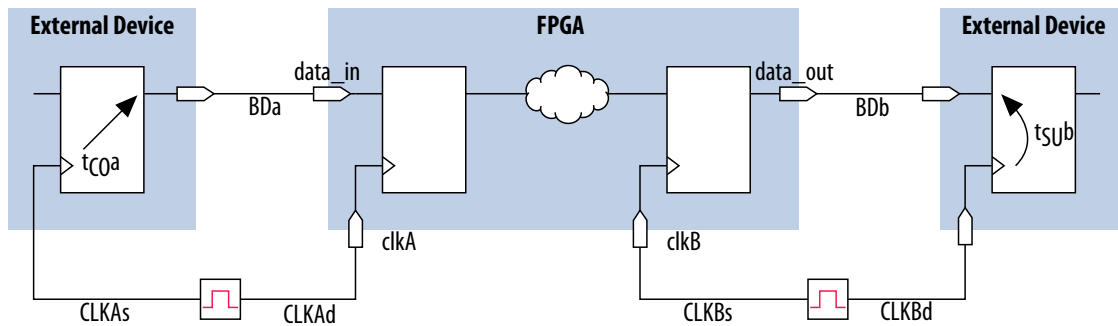 External Device
FPGA
External Device
data_in
data_out
BDa
BDb
tCOa
tSUb
clkA
clkB
CLKAs
CLKAd
CLKBs
CLKBd